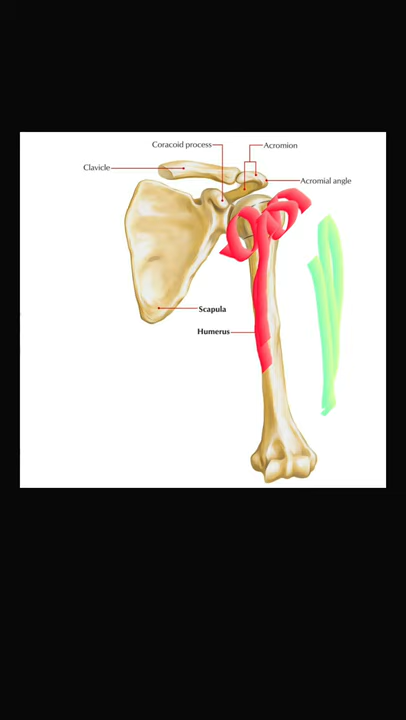 Coracoid process
Acromion
Clavicle
Acromial angle
Scapula
Humerus